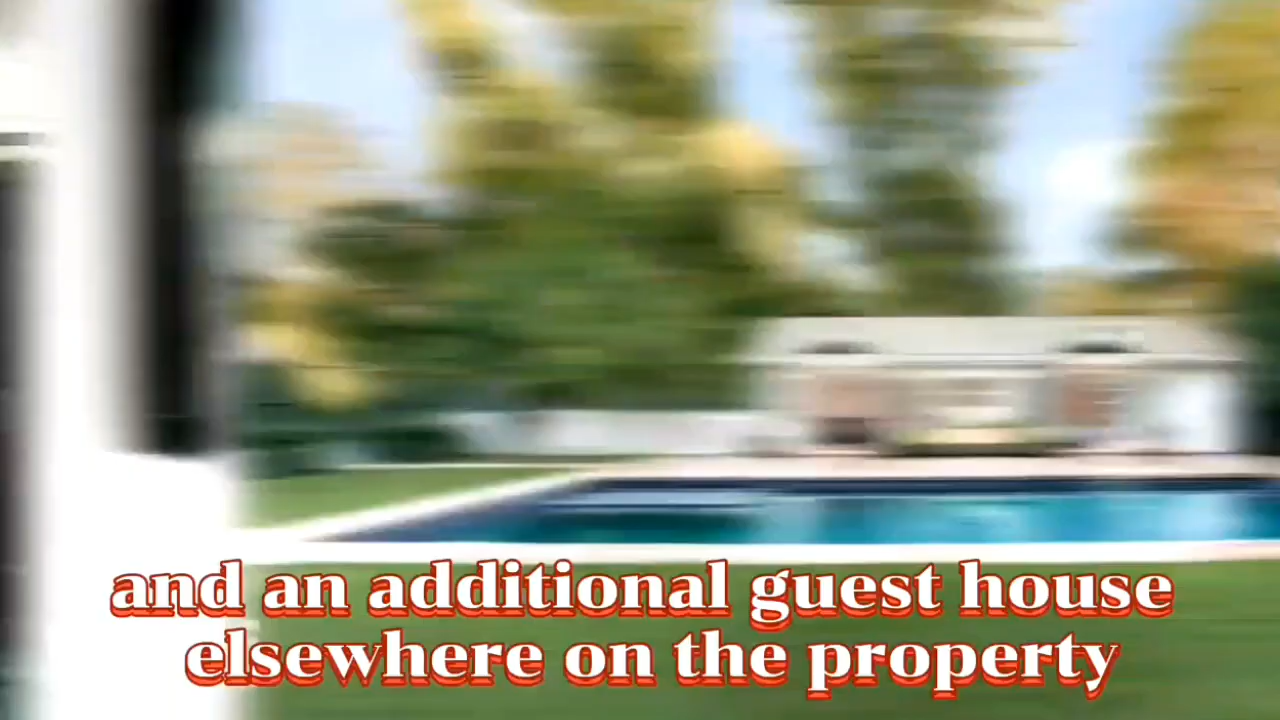 and an additional guest house
elsewhere on the property